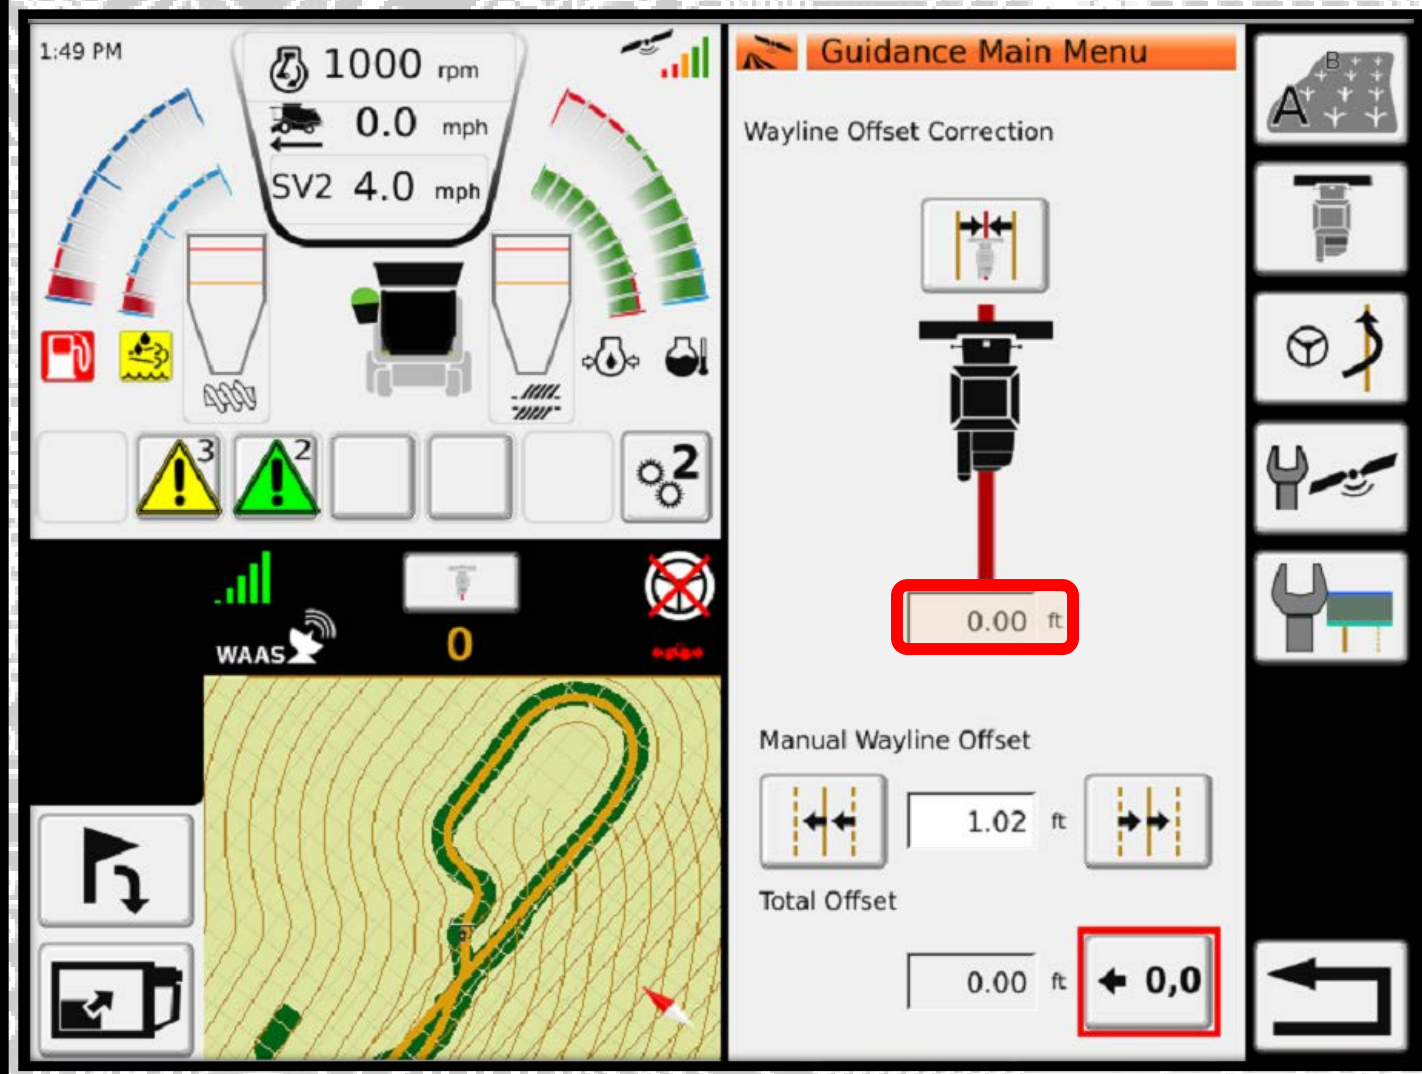 1:49 PM
1000 rpm
0.0 mph
SV2 4.0 mph
3
2
2
WAAS
0
Guidance Main Menu
Wayline Offset Correction
0.00 ft
Manual Wayline Offset
1.02 ft
Total Offset
0.00 ft
0,0
B
A